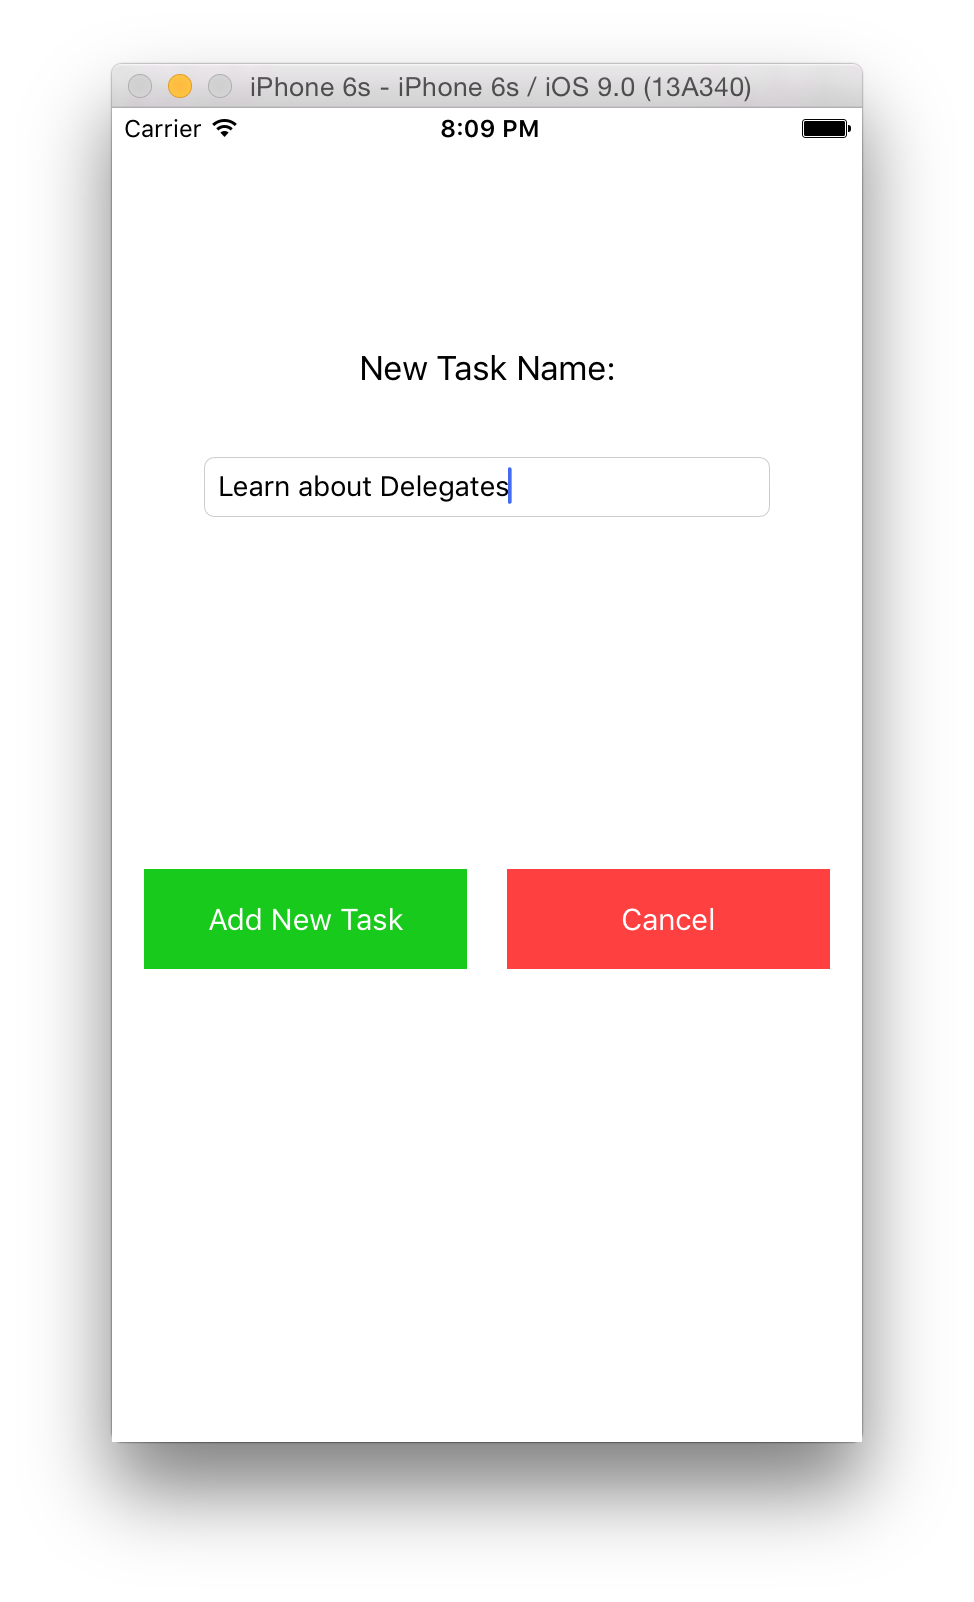 iPhone 6s - iPhone 6s / iOS 9.0 (13A340)
Carrier 8:09 PM
New Task Name:
Learn about Delegates
Add New Task Cancel